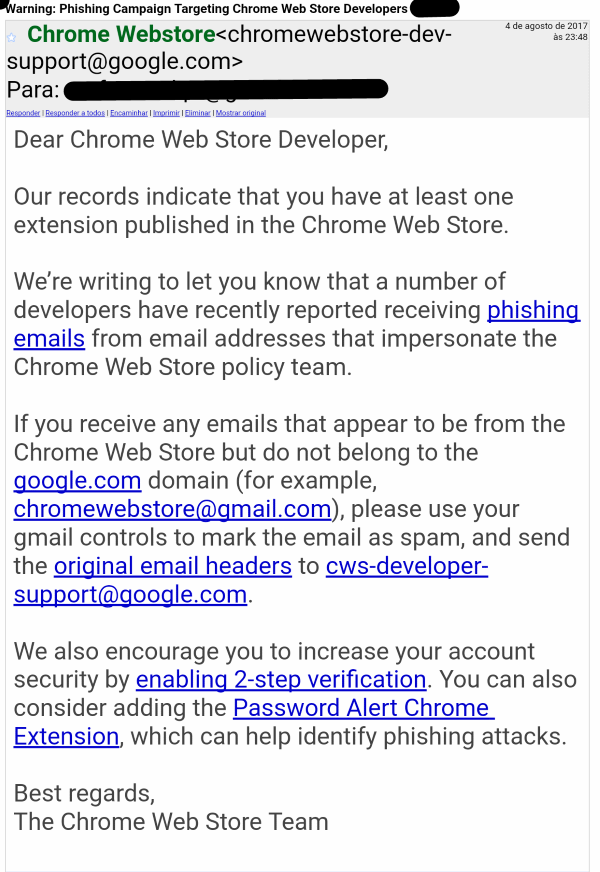 Warning: Phishing Campaign Targeting Chrome Web Store Developers
4 de agosto de 2017
às 23:48
Chrome Webstore<chromewebstore-dev-
support@google.com>
Para:
Responder | Responder a todos | Encaminhar | Imprimir | Eliminar | Mostrar original
Dear Chrome Web Store Developer,
Our records indicate that you have at least one
extension published in the Chrome Web Store.
We’re writing to let you know that a number of
developers have recently reported receiving phishing
emails from email addresses that impersonate the
Chrome Web Store policy team.
If you receive any emails that appear to be from the
Chrome Web Store but do not belong to the
google.com domain (for example,
chromewebstore@gmail.com), please use your
gmail controls to mark the email as spam, and send
the original email headers to cws-developer-
support@google.com.
We also encourage you to increase your account
security by enabling 2-step verification. You can also
consider adding the Password Alert Chrome
Extension, which can help identify phishing attacks.
Best regards,
The Chrome Web Store Team